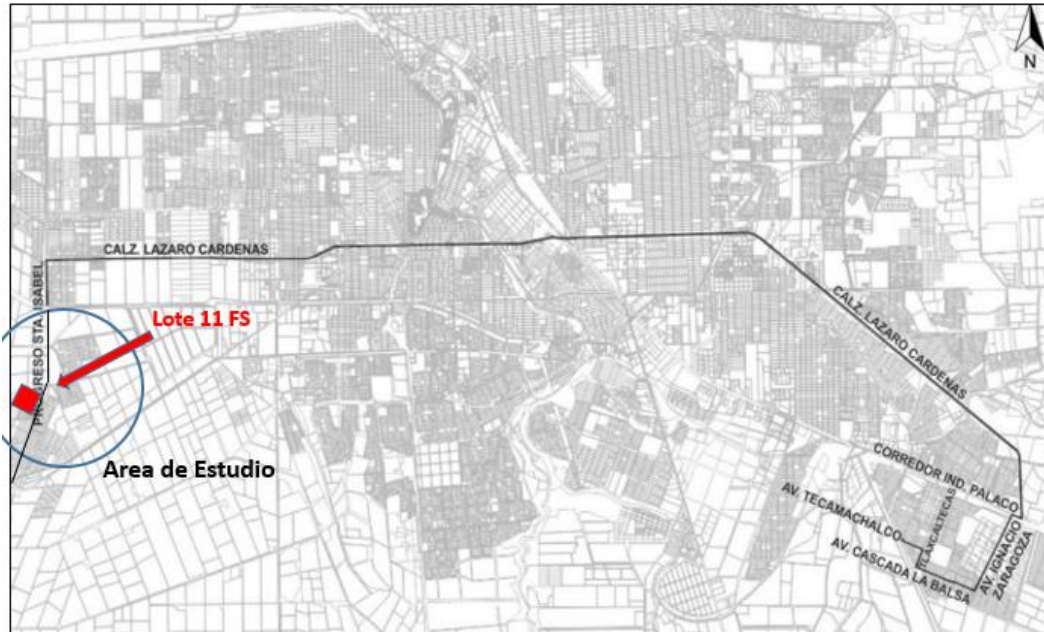 N
CALZ. LAZARO CARDENAS
PROGRESO STA. ISABEL
Lote 11 FS
CALZ. LAZARO CARDENAS
Area de Estudio
CORREDOR IND. PALACO
AV. TECAMACHALCO
TLAXCALTECAS
AV. CASCADA LA BALSA
AV. IGNACIO
ZARAGOZA